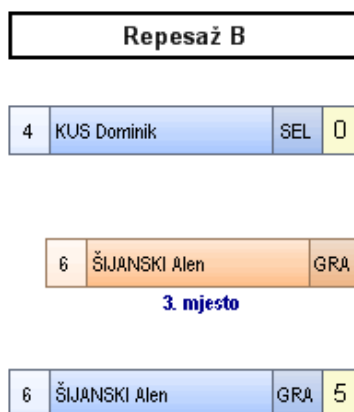 Repesaž B
4 KUS Dominik SEL 0
6 ŠIJANSKI Alen GRA
3. mjesto
6 ŠIJANSKI Alen GRA 5